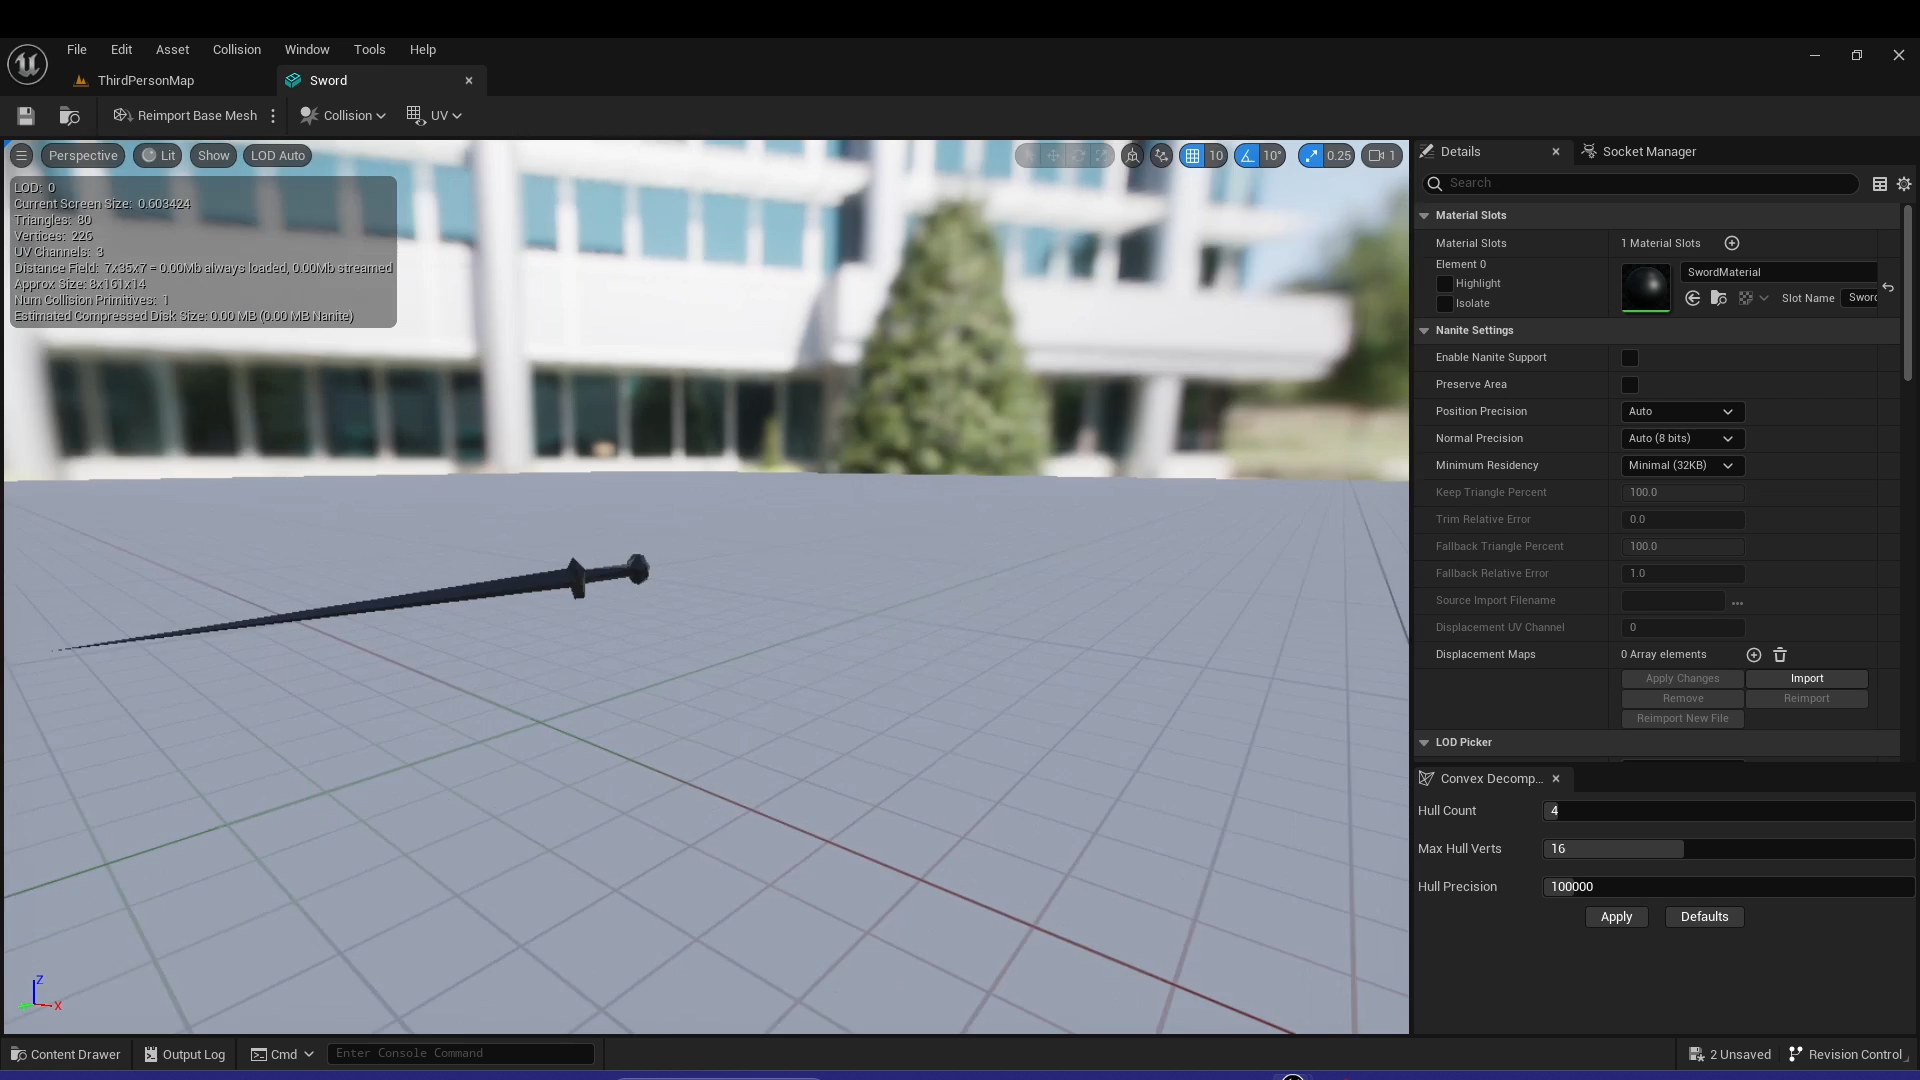 File Edit Asset Collision Window Tools Help
ThirdPersonMap
Sword
Reimport Base Mesh
Collision
UV
Perspective
Lit
Show
LOD Auto
10
10°
0.25
1
LOD: 0
Current Screen Size: 0.603424
Triangles: 80
Vertices: 226
UV Channels: 3
Distance Field: 7x35x7 = 0.00Mb always loaded, 0.00Mb streamed
Approx Size: 8x161x14
Num Collision Primitives: 1
Estimated Compressed Disk Size: 0.00 MB (0.00 MB Nanite)
Z
X
Details
Socket Manager
Search
Material Slots
Material Slots 1 Material Slots
Element 0
Highlight
Isolate
SwordMaterial
Slot Name Sword
Nanite Settings
Enable Nanite Support
Preserve Area
Position Precision Auto
Normal Precision Auto (8 bits)
Minimum Residency Minimal (32KB)
Keep Triangle Percent 100.0
Trim Relative Error 0.0
Fallback Triangle Percent 100.0
Fallback Relative Error 1.0
Source Import Filename ...
Displacement UV Channel 0
Displacement Maps 0 Array elements
Apply Changes Import
Remove Reimport
Reimport New File
LOD Picker
Convex Decomp...
Hull Count 4
Max Hull Verts 16
Hull Precision 100000
Apply Defaults
Content Drawer
Output Log
Cmd
Enter Console Command
2 Unsaved
Revision Control